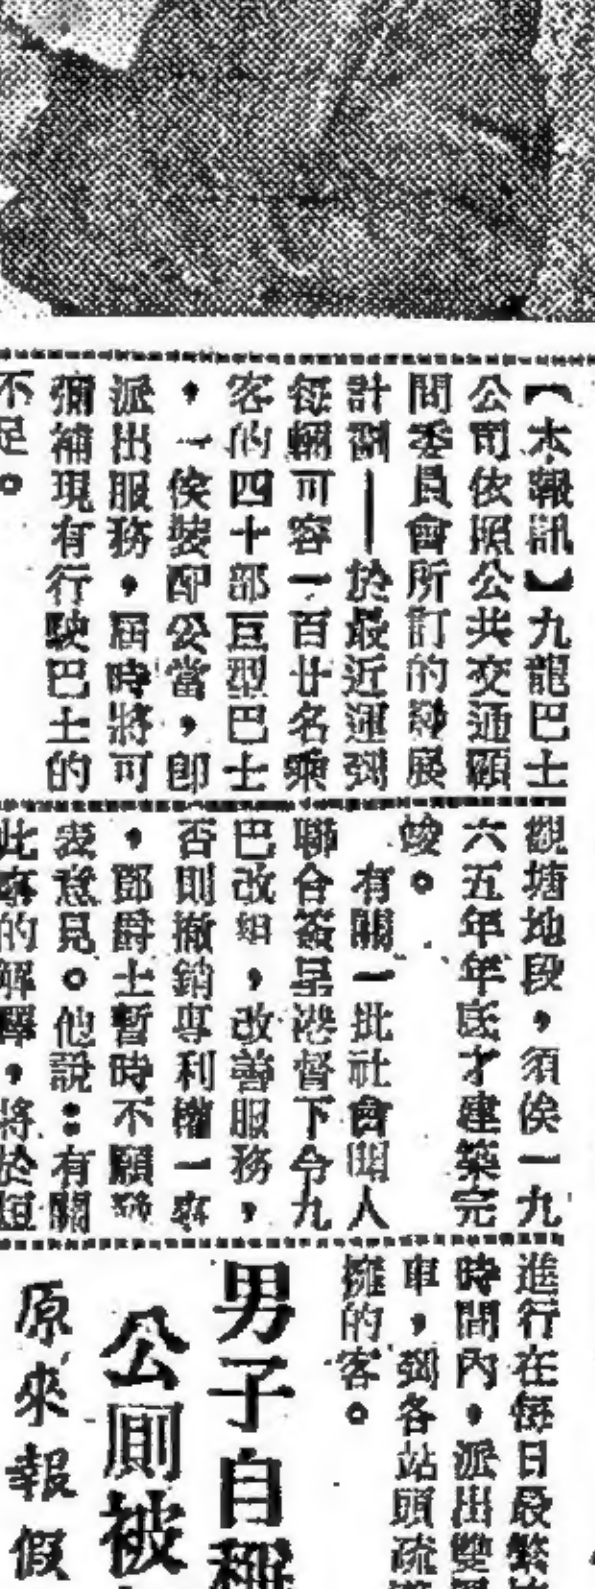 【本報訊】九龍巴士
公司依照公共交通顧
問委員會所訂的發展
計劃——於最近運到
每輛可容一百廿名乘
客的四十部巨型巴士
，一俟裝配公當，卽
派出服務，屆時將可
彌補現有行駛巴士的
不足。
觀塘地段，須俟一九
六五年年底才建築完
竣。
有關一批社會聞人
聯合簽呈港督下令九
巴改組，改善服務，
否則撤銷專利權一事
，鄧爵士暫時不願發
表意見。他說：有關
此事的解釋，將於短
進行在每日最繁
時間內，派出雙層
車，到各站頭疏
擁的客。
男子自稱
公厠被
原來報假